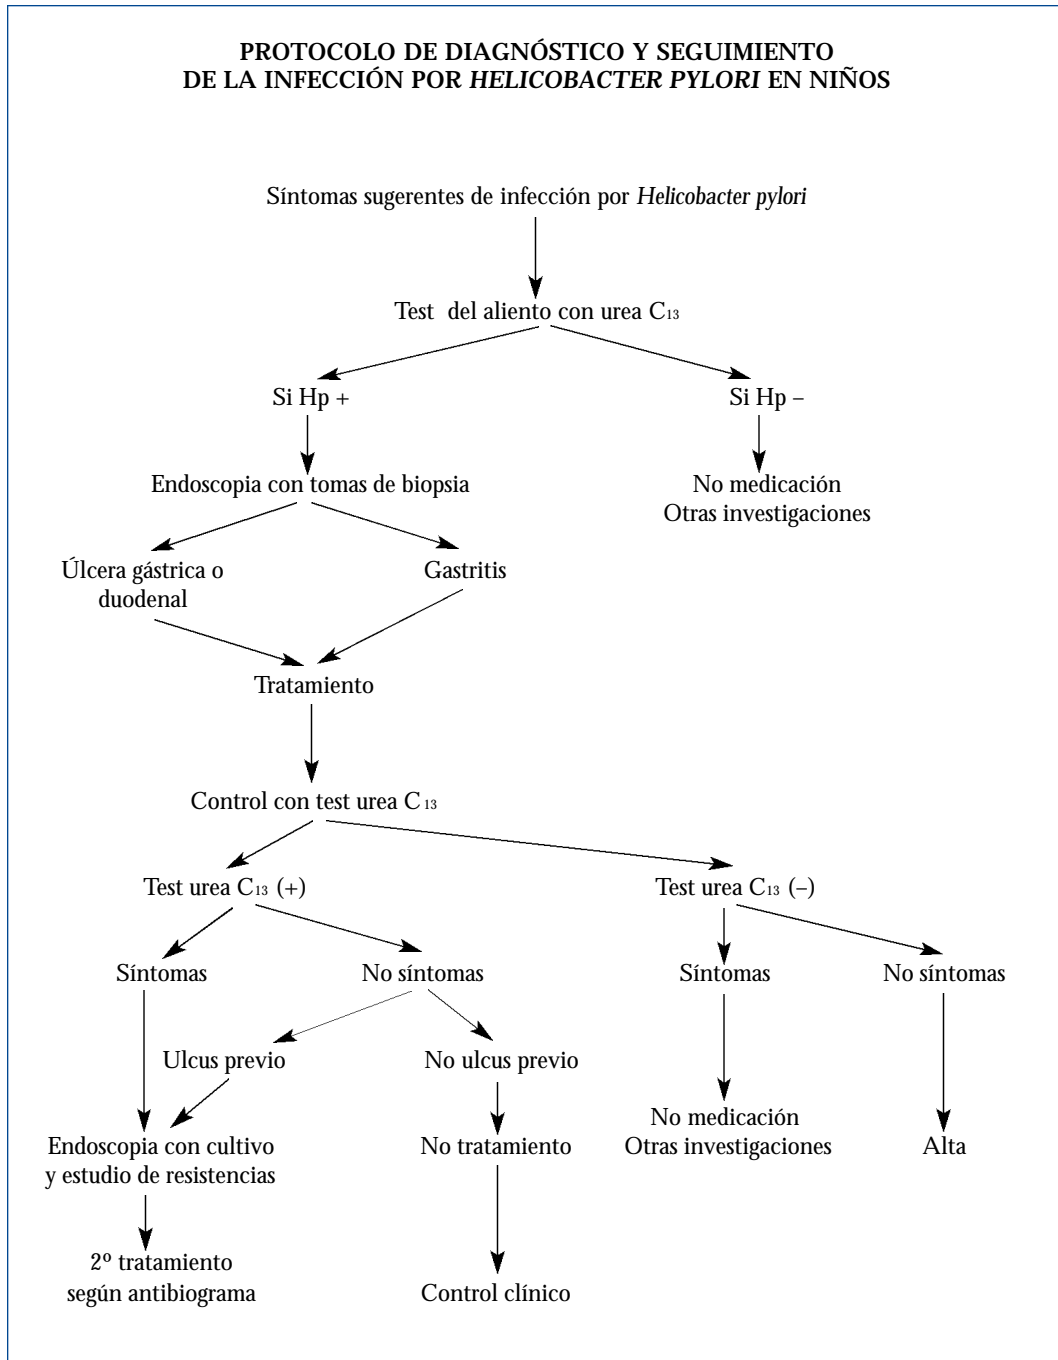 PROTOCOLO DE DIAGNÓSTICO Y SEGUIMIENTO
DE LA INFECCIÓN POR HELICOBACTER PYLORI EN NIÑOS
Síntomas sugerentes de infección por Helicobacter pylori
Test del aliento con urea C13
Si Hp +
Si Hp –
Endoscopia con tomas de biopsia
No medicación
Otras investigaciones
Úlcera gástrica o
duodenal
Gastritis
Tratamiento
Control con test urea C13
Test urea C13 (+)
Test urea C13 (–)
Síntomas
No síntomas
Síntomas
No síntomas
Ulcus previo
No ulcus previo
Endoscopia con cultivo
y estudio de resistencias
No tratamiento
No medicación
Otras investigaciones
Alta
2º tratamiento
según antibiograma
Control clínico